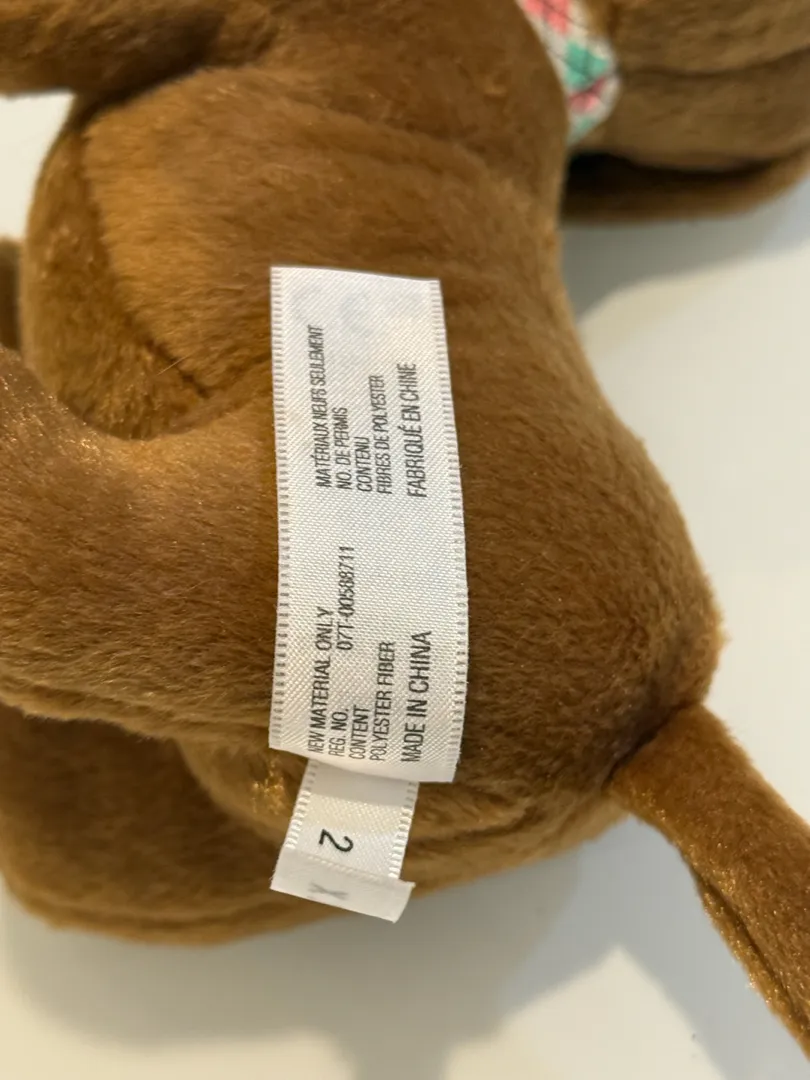 MATÉRIAUX NEUFS SEULEMENT
NO. DE PERMIS
CONTENU
FIBRES DE POLYESTER
FABRIQUÉ EN CHINE
NEW MATERIAL ONLY
REG. NO. 07T-00588711
CONTENT
POLYESTER FIBER
MADE IN CHINA
2